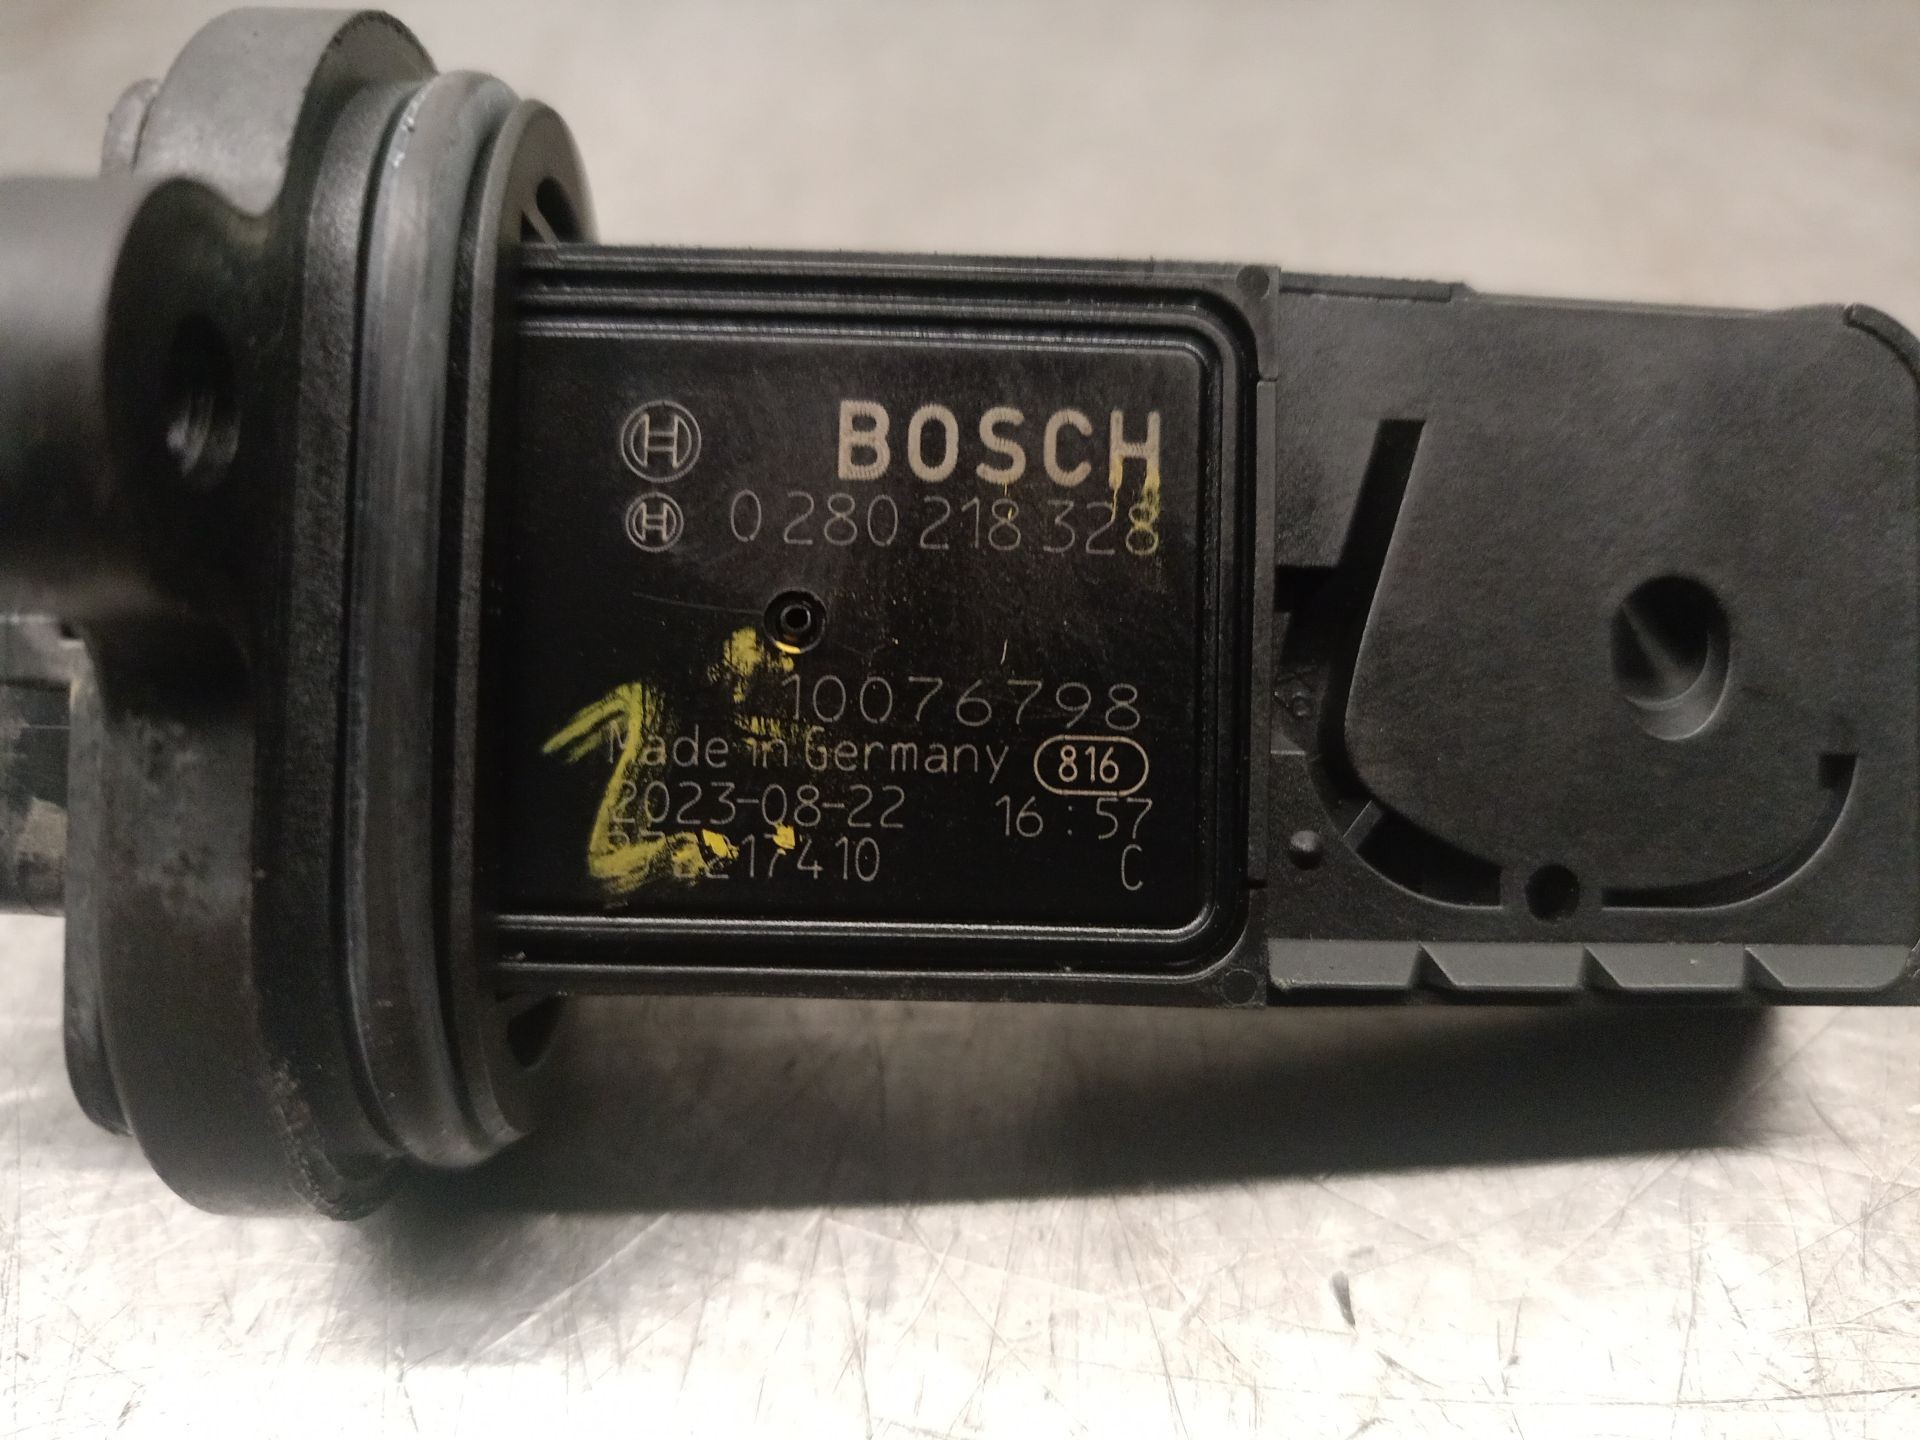 BOSCH
0 280 218 328
10076798
Made in Germany 816
2023-08-22 16:57
C